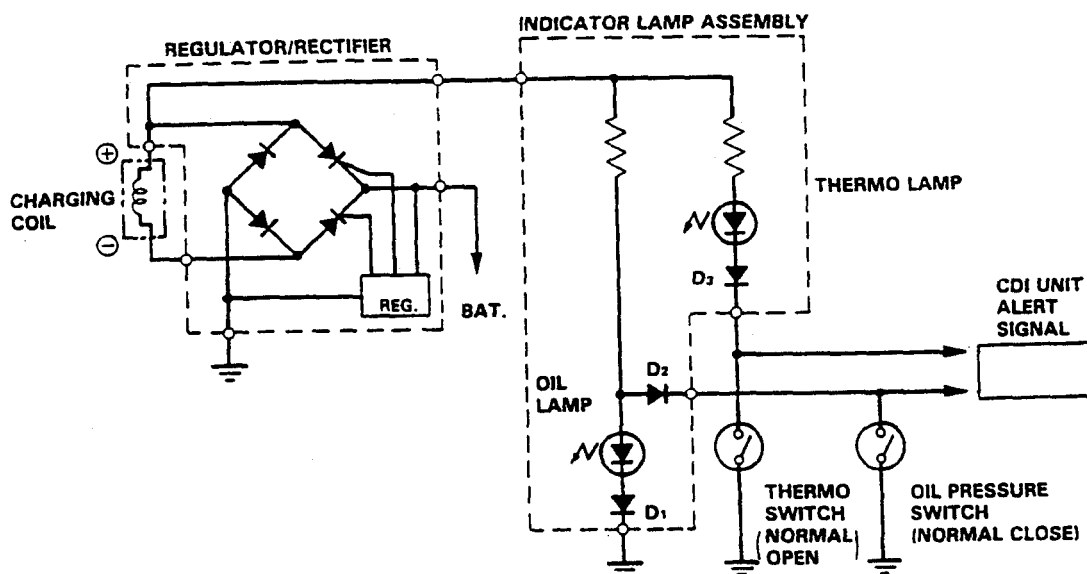 INDICATOR LAMP ASSEMBLY
REGULATOR/RECTIFIER
⊕
CHARGING
COIL
⊖
REG.
BAT.
THERMO LAMP
D3
CDI UNIT
ALERT
SIGNAL
D2
OIL
LAMP
D1
THERMO
SWITCH
(NORMAL
OPEN)
OIL PRESSURE
SWITCH
(NORMAL CLOSE)